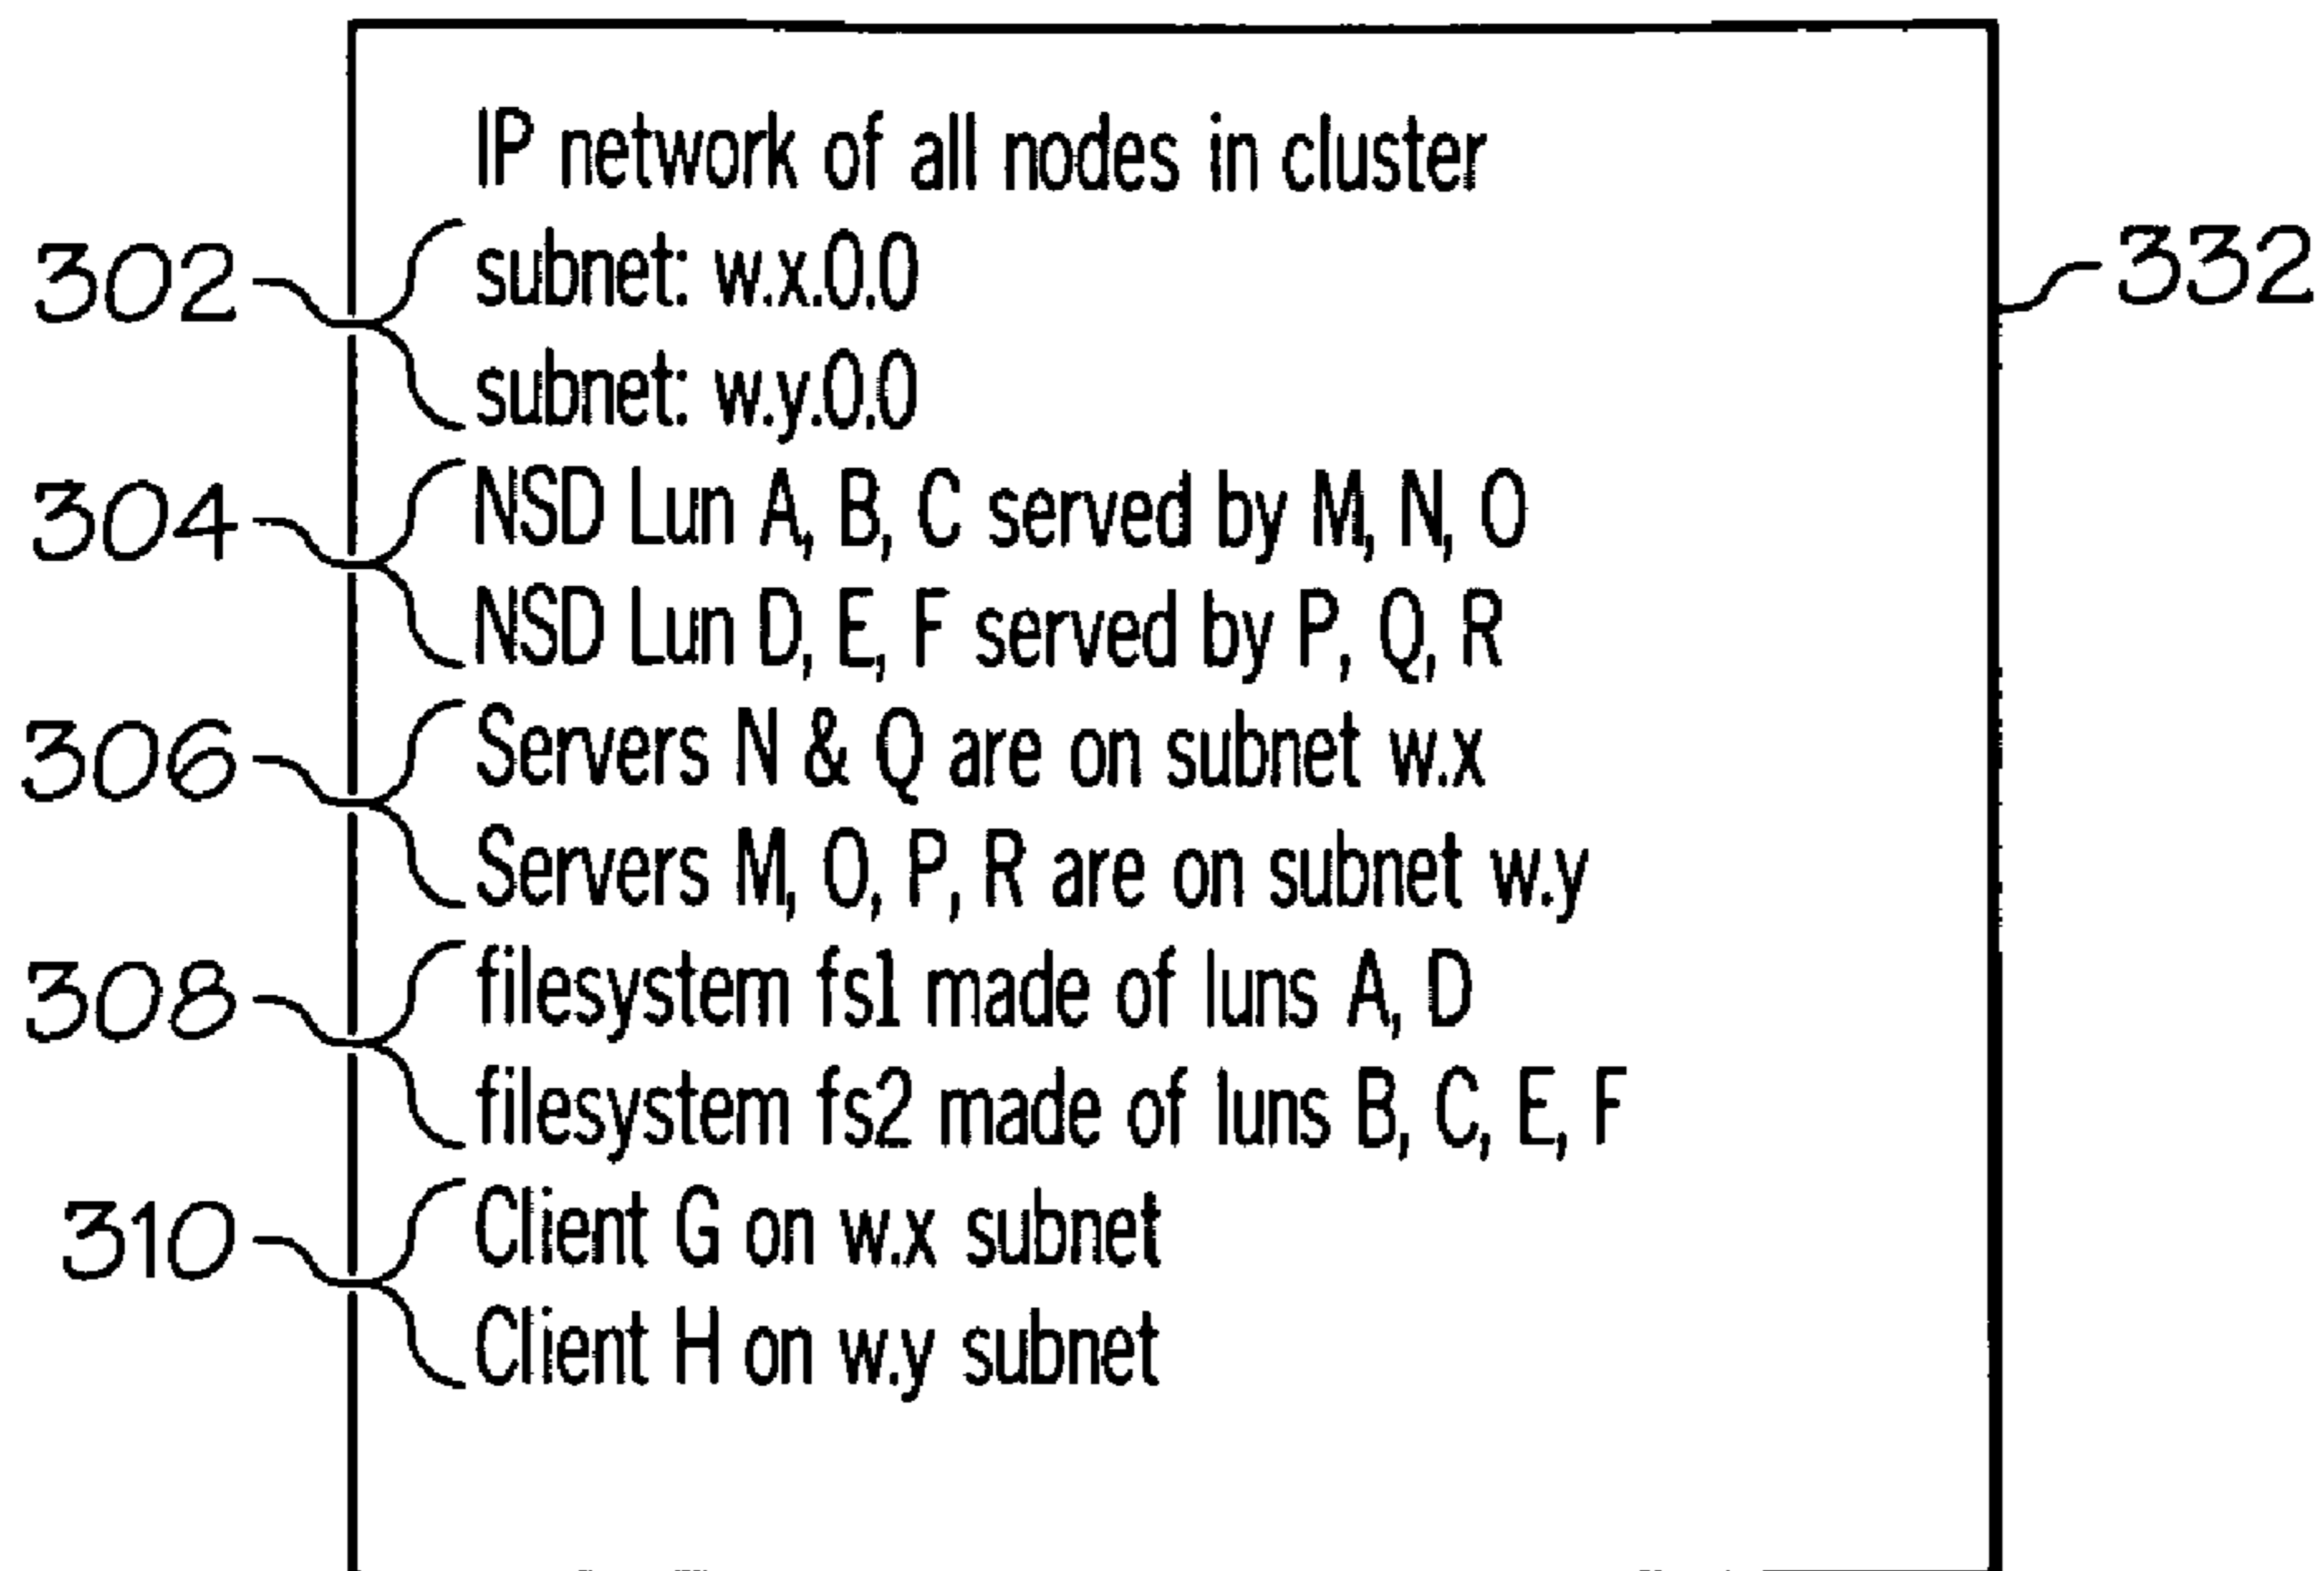 IP network of all nodes in cluster
302
subnet: w.x.0.0
332
subnet: w.y.0.0
304
NSD Lun A, B, C served by M, N, O
NSD Lun D, E, F served by P, Q, R
306
Servers N & Q are on subnet w.x
Servers M, O, P, R are on subnet w.y
308
filesystem fs1 made of luns A, D
filesystem fs2 made of luns B, C, E, F
310
Client G on w.x subnet
Client H on w.y subnet